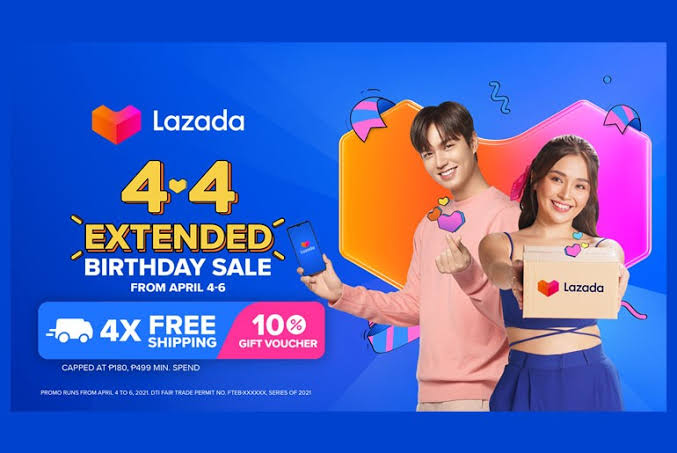 Lazada
4.4
EXTENDED
BIRTHDAY SALE
FROM APRIL 4-6
Lazada
4X FREE SHIPPING
10% GIFT VOUCHER
CAPPED AT ₱180, ₱499 MIN. SPEND
PROMO RUNS FROM APRIL 4 TO 6, 2021. DTI FAIR TRADE PERMIT NO. FTEB-XXXXXX, SERIES OF 2021
Lazada